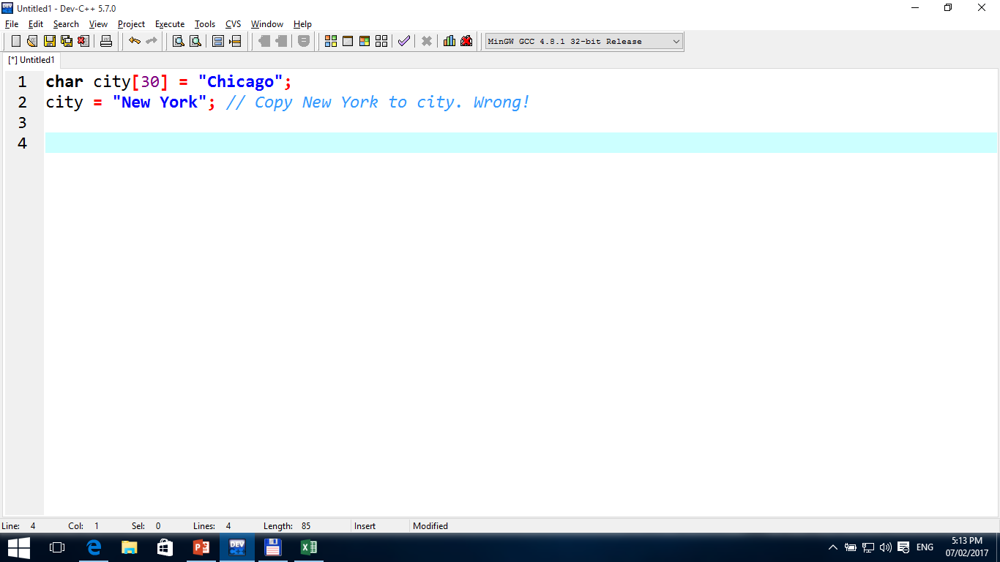 Untitled1 - Dev-C++ 5.7.0
File Edit Search View Project Execute Tools CVS Window Help
MinGW GCC 4.8.1 32-bit Release
[*] Untitled1
1 char city[30] = "Chicago";
2 city = "New York"; // Copy New York to city. Wrong!
3
4
Line: 4 Col: 1 Sel: 0 Lines: 4 Length: 85 Insert Modified
DEV
ENG
5:13 PM
07/02/2017